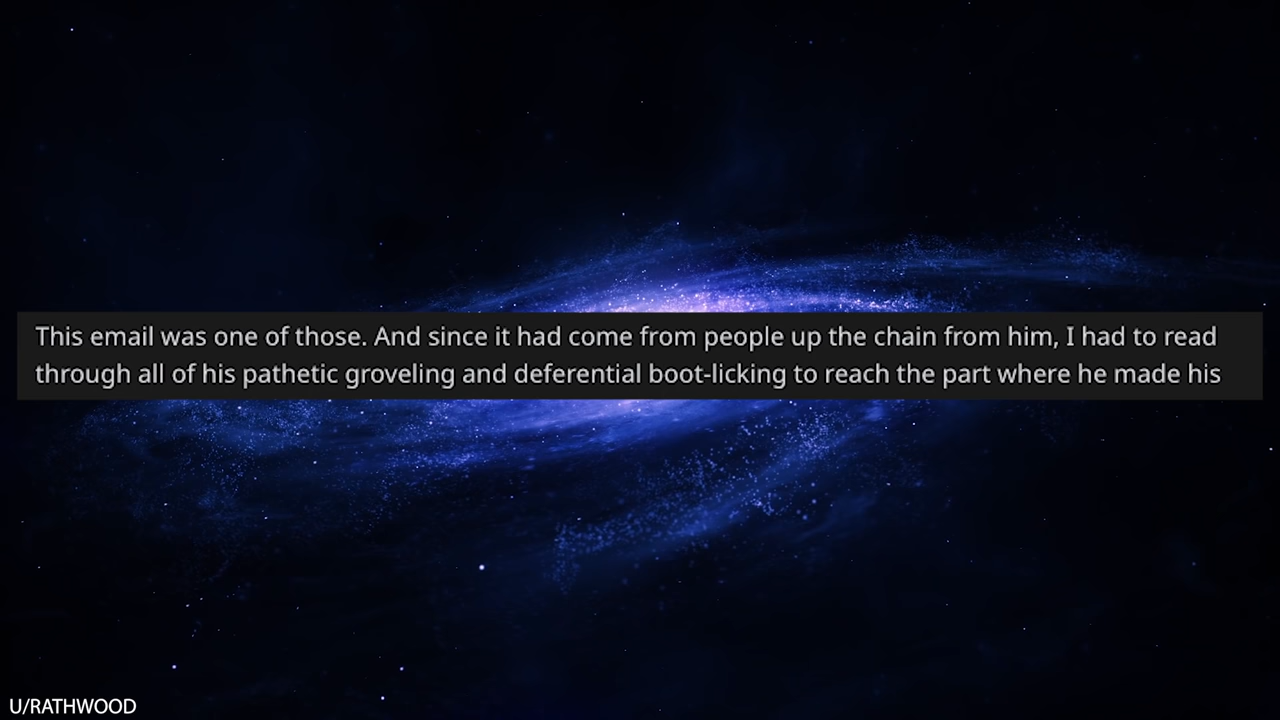 This email was one of those. And since it had come from people up the chain from him, I had to read
through all of his pathetic groveling and deferential boot-licking to reach the part where he made his
U/RATHWOOD